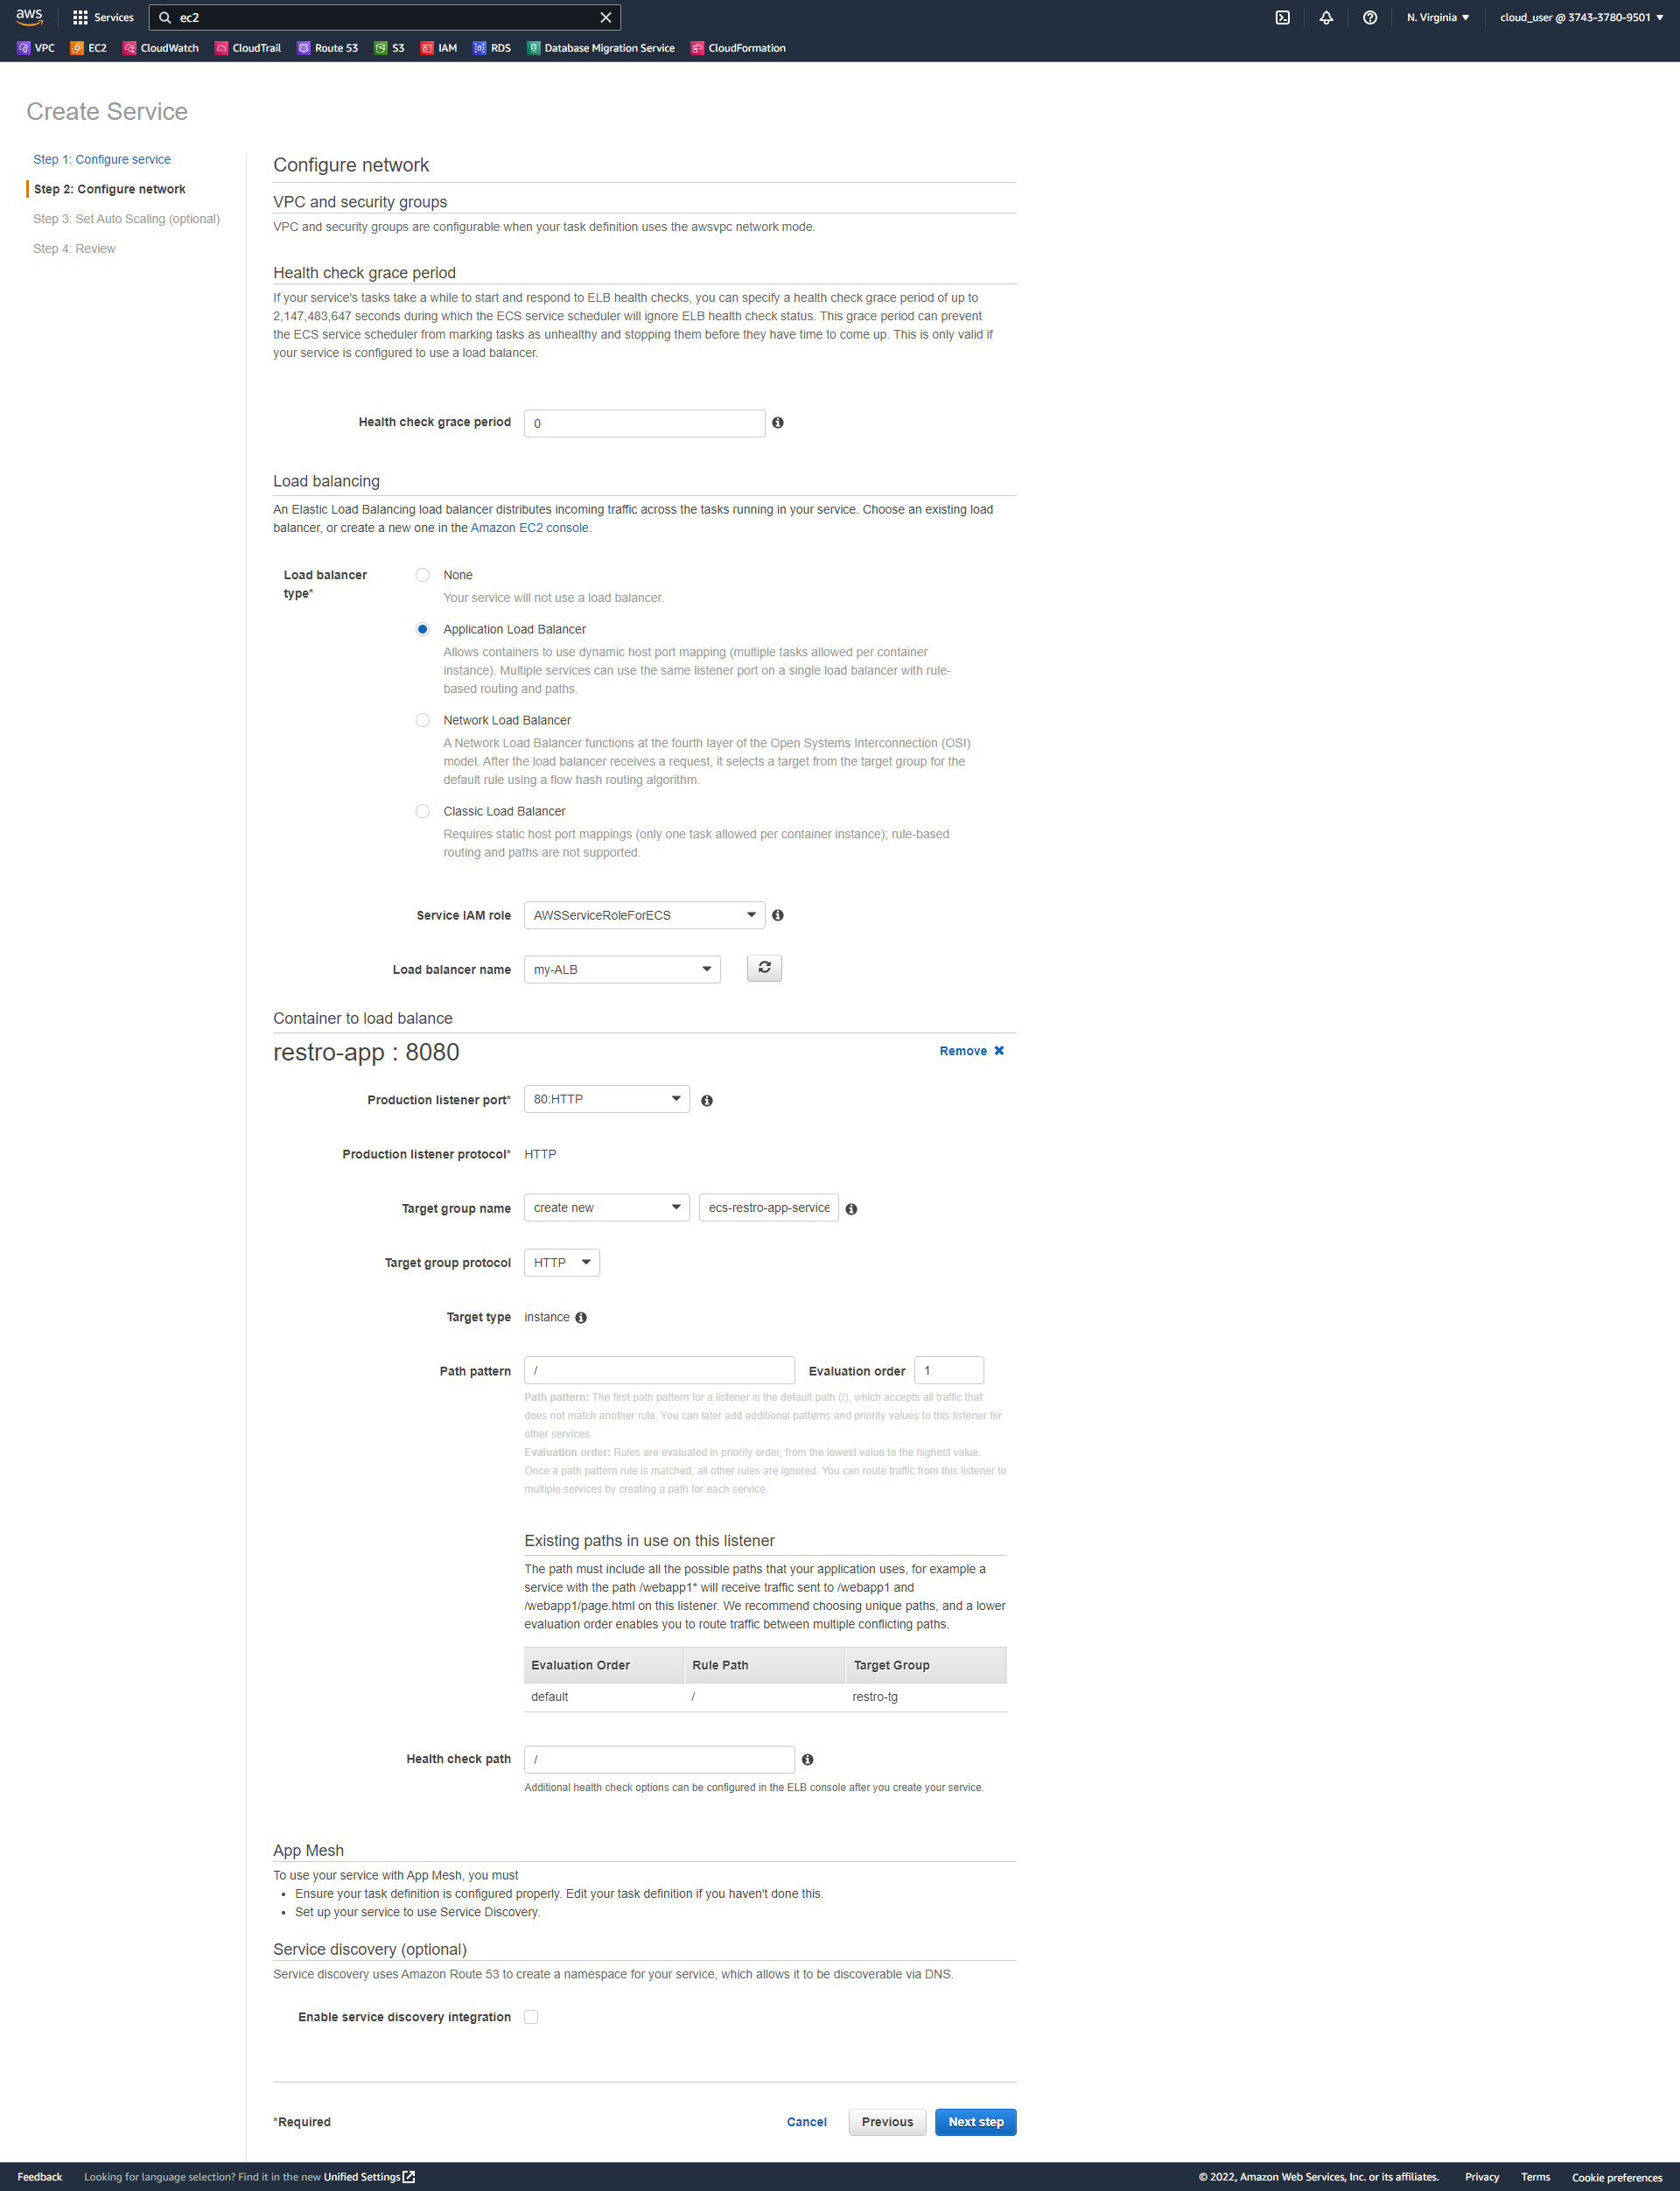 aws Services ec2 N. Virginia cloud_user @ 3743-3780-9501
VPC EC2 CloudWatch CloudTrail Route 53 S3 IAM RDS Database Migration Service CloudFormation
Create Service
Step 1: Configure service
Step 2: Configure network
Step 3: Set Auto Scaling (optional)
Step 4: Review
Configure network
VPC and security groups
VPC and security groups are configurable when your task definition uses the awsvpc network mode.
Health check grace period
If your service's tasks take a while to start and respond to ELB health checks, you can specify a health check grace period of up to
2,147,483,647 seconds during which the ECS service scheduler will ignore ELB health check status. This grace period can prevent
the ECS service scheduler from marking tasks as unhealthy and stopping them before they have time to come up. This is only valid if
your service is configured to use a load balancer.
Health check grace period 0
Load balancing
An Elastic Load Balancing load balancer distributes incoming traffic across the tasks running in your service. Choose an existing load
balancer, or create a new one in the Amazon EC2 console.
Load balancer
type*
None
Your service will not use a load balancer.
Application Load Balancer
Allows containers to use dynamic host port mapping (multiple tasks allowed per container
instance). Multiple services can use the same listener port on a single load balancer with rule-
based routing and paths.
Network Load Balancer
A Network Load Balancer functions at the fourth layer of the Open Systems Interconnection (OSI)
model. After the load balancer receives a request, it selects a target from the target group for the
default rule using a flow hash routing algorithm.
Classic Load Balancer
Requires static host port mappings (only one task allowed per container instance); rule-based
routing and paths are not supported.
Service IAM role AWSServiceRoleForECS
Load balancer name my-ALB
Container to load balance
restro-app : 8080 Remove
Production listener port* 80:HTTP
Production listener protocol* HTTP
Target group name create new ecs-restro-app-service
Target group protocol HTTP
Target type instance
Path pattern / Evaluation order 1
Path pattern: The first path pattern for a listener is the default path (/), which accepts all traffic that
does not match another rule. You can later add additional patterns and priority values to this listener for
other services.
Evaluation order: Rules are evaluated in priority order, from the lowest value to the highest value.
Once a path pattern rule is matched, all other rules are ignored. You can route traffic from this listener to
multiple services by creating a path for each service.
Existing paths in use on this listener
The path must include all the possible paths that your application uses, for example a
service with the path /webapp1* will receive traffic sent to /webapp1 and
/webapp1/page.html on this listener. We recommend choosing unique paths, and a lower
evaluation order enables you to route traffic between multiple conflicting paths.
Evaluation Order Rule Path Target Group
default / restro-tg
Health check path /
Additional health check options can be configured in the ELB console after you create your service.
App Mesh
To use your service with App Mesh, you must
• Ensure your task definition is configured properly. Edit your task definition if you haven't done this.
• Set up your service to use Service Discovery.
Service discovery (optional)
Service discovery uses Amazon Route 53 to create a namespace for your service, which allows it to be discoverable via DNS.
Enable service discovery integration
*Required Cancel Previous Next step
Feedback Looking for language selection? Find it in the new Unified Settings © 2022, Amazon Web Services, Inc. or its affiliates. Privacy Terms Cookie preferences